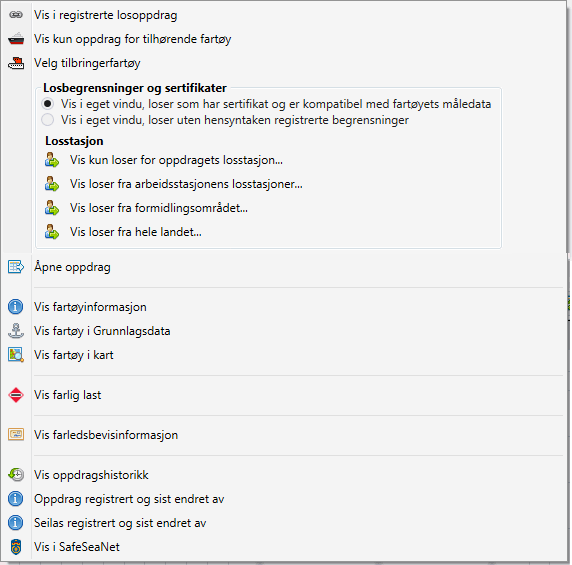 Vis i registrerte losoppdrag
Vis kun oppdrag for tilhørende fartøy
Velg tilbringerfartøy
Losbegrensninger og sertifikater
Vis i eget vindu, loser som har sertifikat og er kompatibel med fartøyets måledata
Vis i eget vindu, loser uten hensyntaken registrerte begrensninger
Losstasjon
Vis kun loser for oppdragets losstasjon...
Vis loser fra arbeidsstasjonens losstasjoner...
Vis loser fra formidlingsområdet...
Vis loser fra hele landet...
Åpne oppdrag
Vis fartøyinformasjon
Vis fartøy i Grunnlagsdata
Vis fartøy i kart
Vis farlig last
Vis farledsbevisinformasjon
Vis oppdragshistorikk
Oppdrag registrert og sist endret av
Seilas registrert og sist endret av
Vis i SafeSeaNet